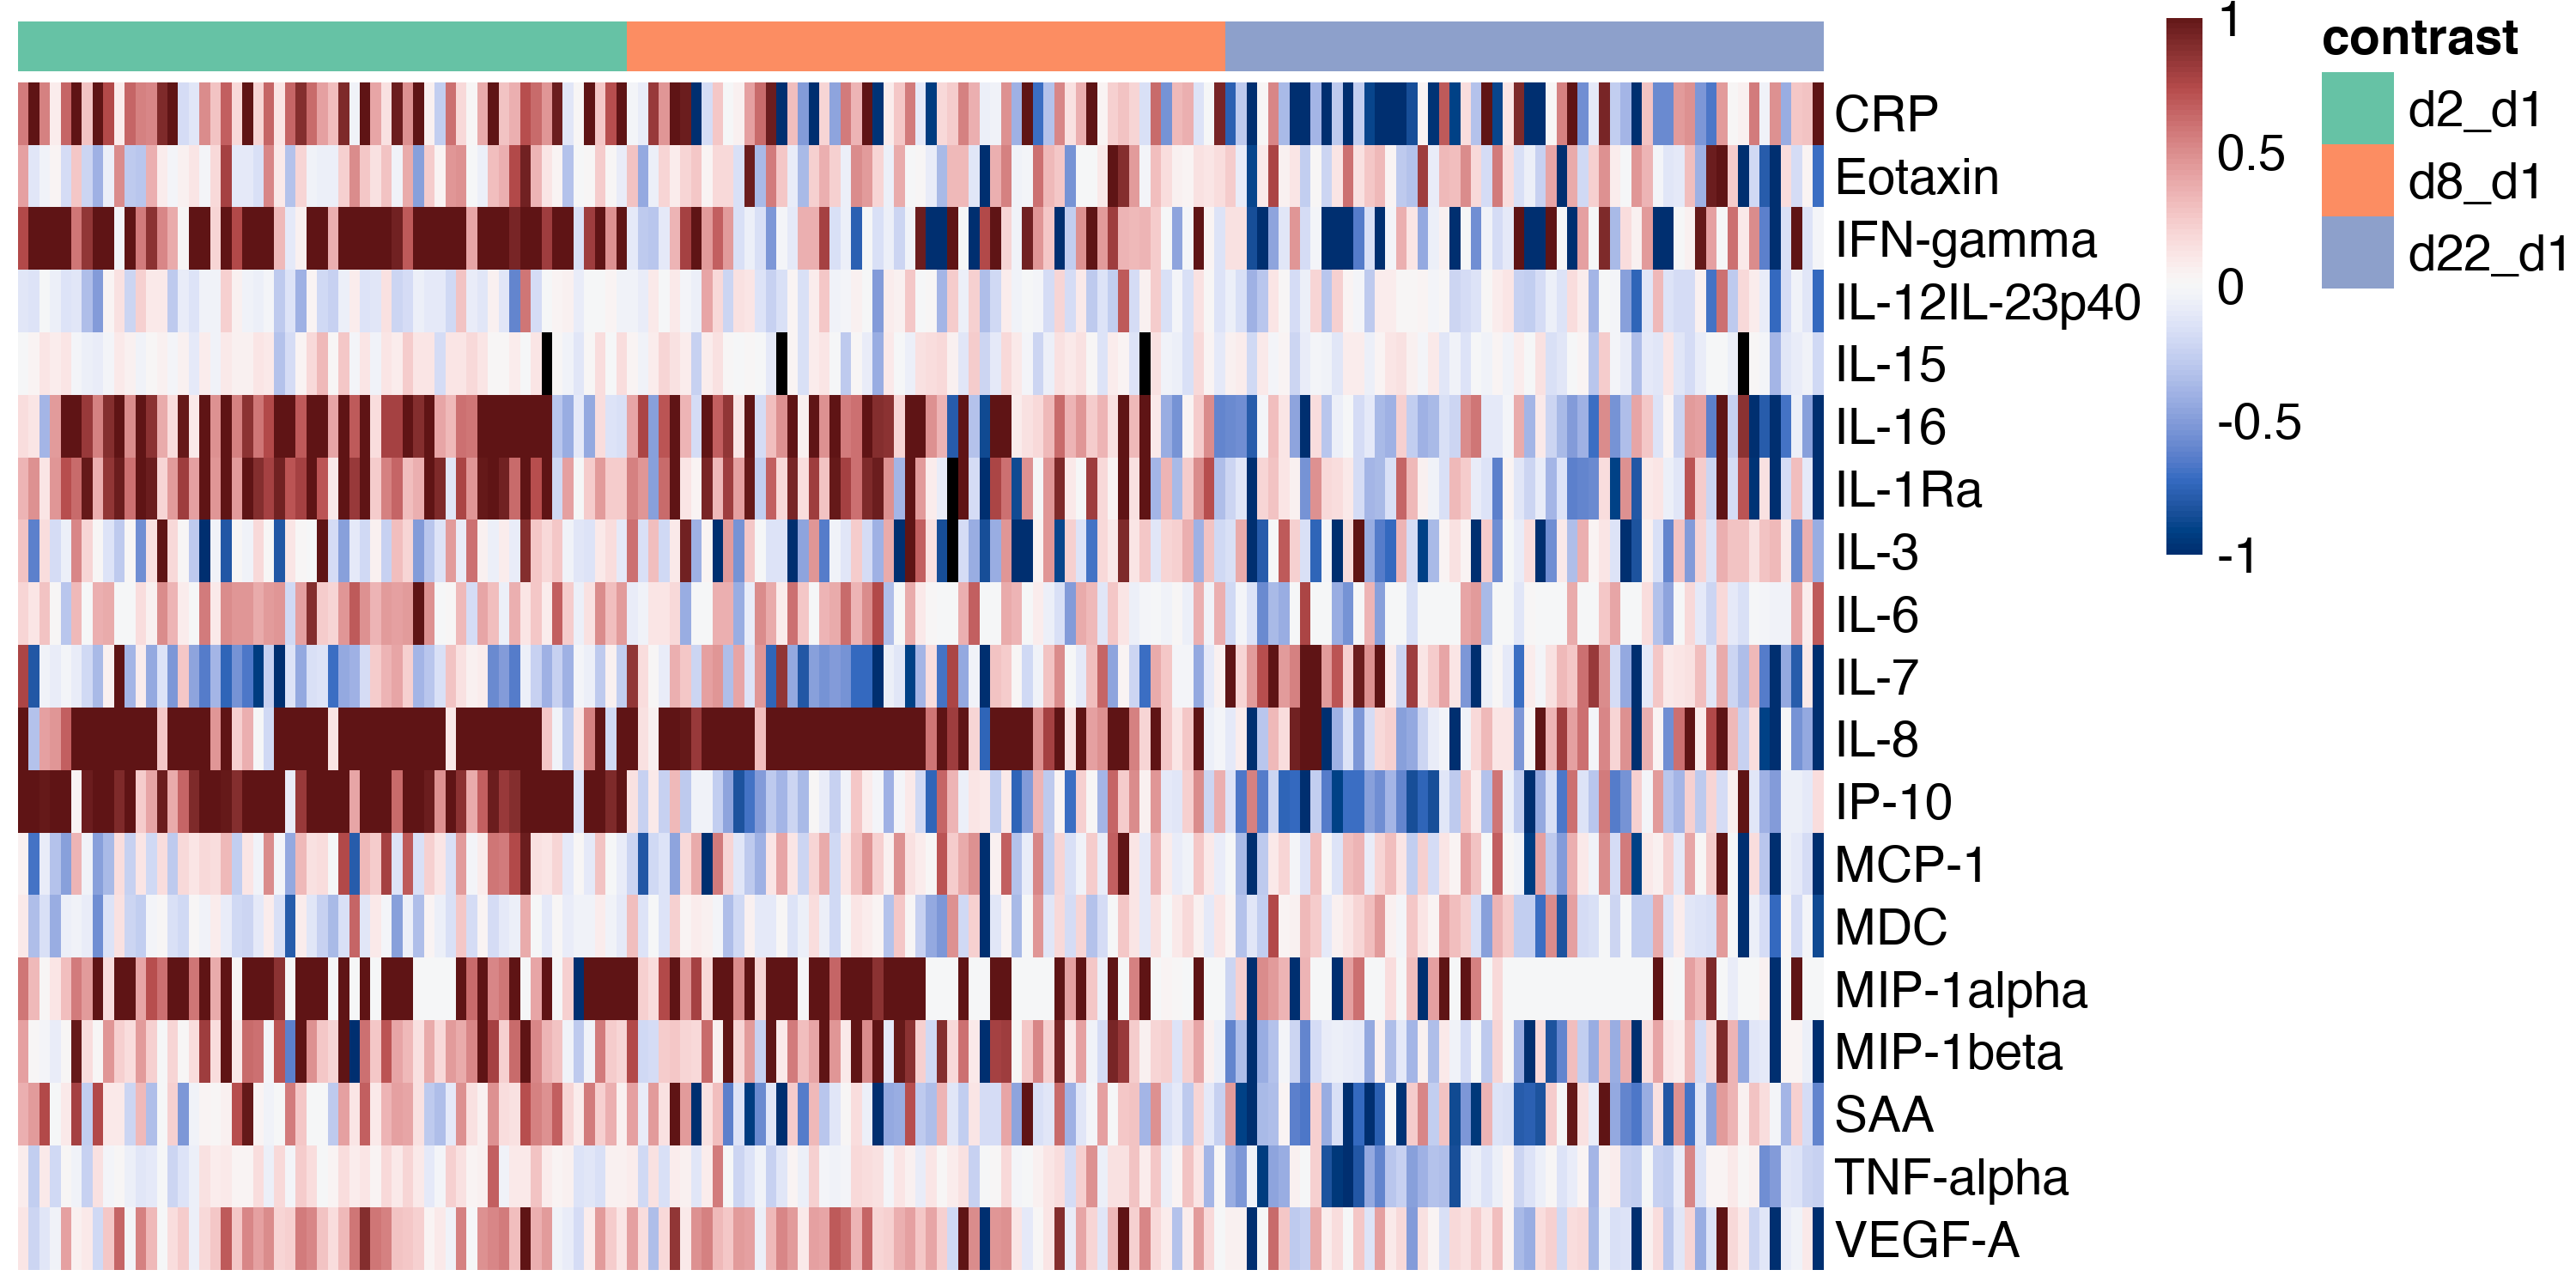 CRP
Eotaxin
IFN-gamma
IL-12IL-23p40
IL-15
IL-16
IL-1Ra
IL-3
IL-6
IL-7
IL-8
IP-10
MCP-1
MDC
MIP-1alpha
MIP-1beta
SAA
TNF-alpha
VEGF-A
1
0.5
0
-0.5
-1
contrast
d2_d1
d8_d1
d22_d1